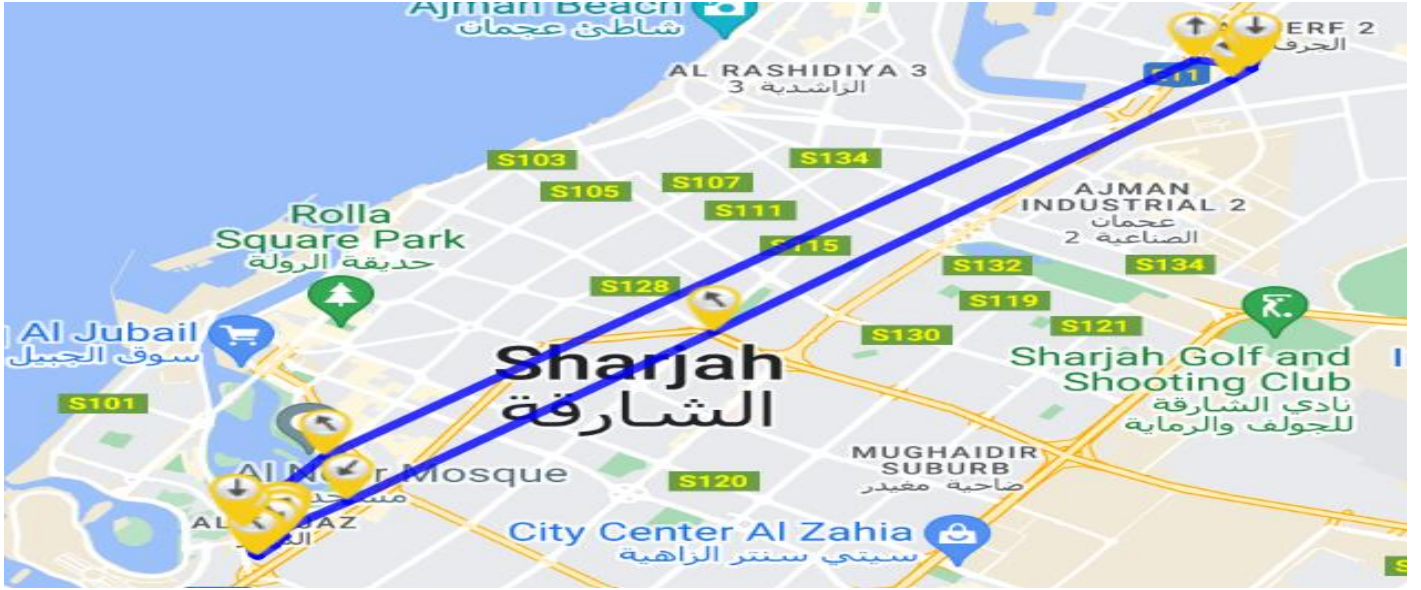 Ajman Beach
شاطئ عجمان
ERF 2
الجرف
AL RASHIDIYA 3
الراشدية 3
E11
S103
S134
S105
S107
S111
S115
AJMAN
INDUSTRIAL 2
عجمان
الصناعية 2
Rolla
Square Park
حديقة الرولة
S128
S132
S134
S119
S121
S130
Al Jubail
سوق الجبيل
Sharjah
الشارقة
Sharjah Golf and
Shooting Club
نادي الشارقة
للجولف والرماية
S101
MUGHAIDIR
SUBURB
ضاحية مغيدر
Mosque
S120
City Center Al Zahia
سيتي سنتر الزاهية